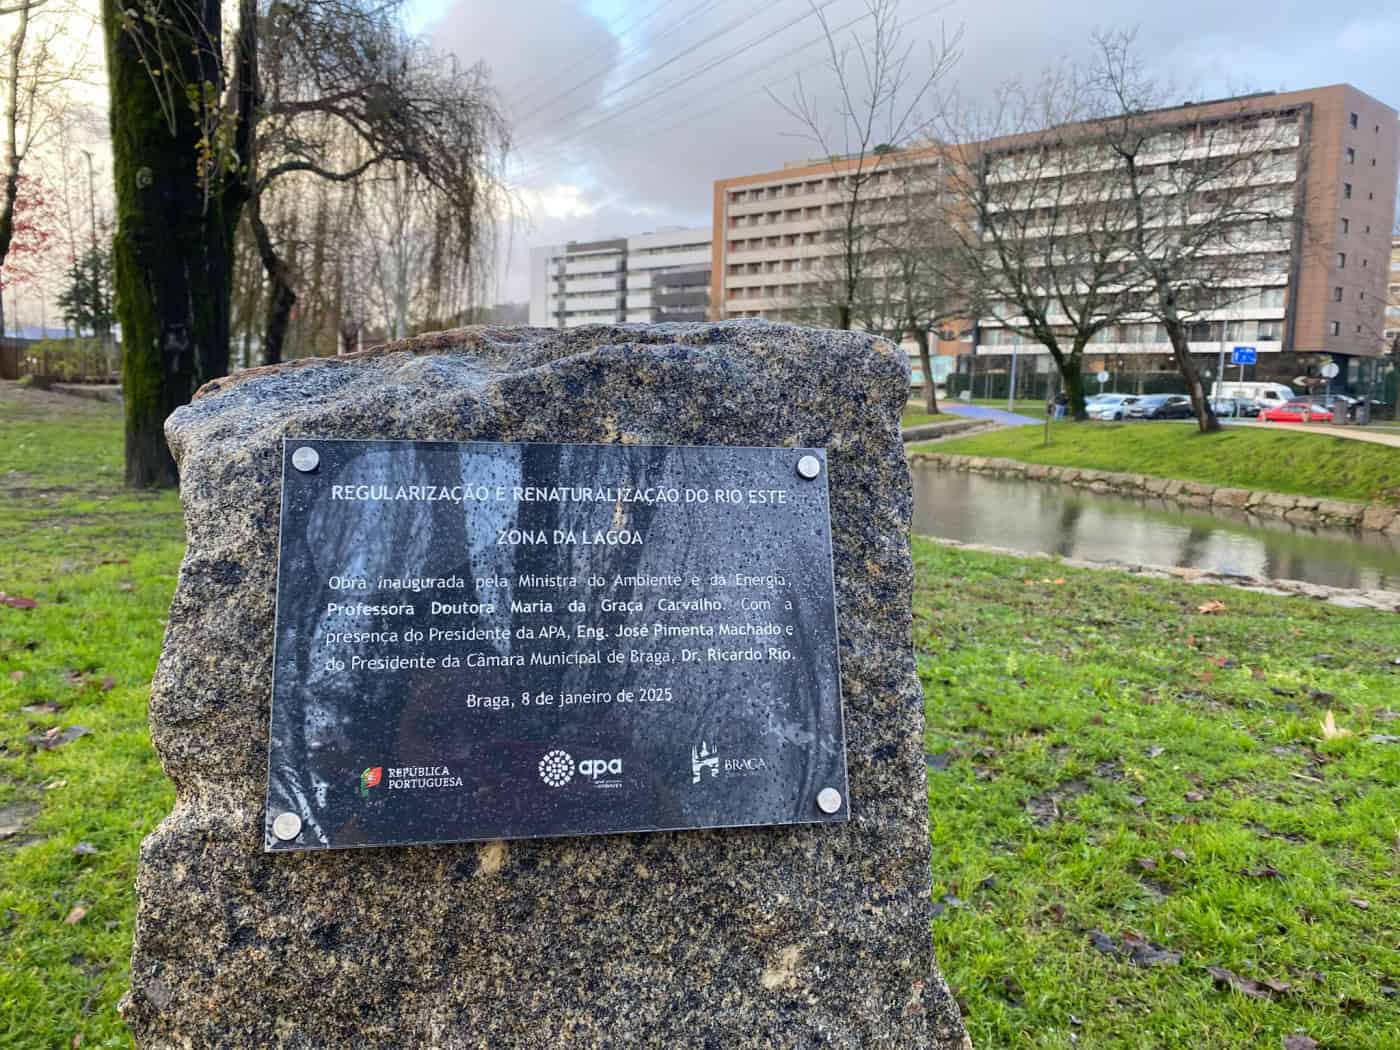 REGULARIZAÇÃO E RENATURALIZAÇÃO DO RIO ESTE
ZONA DA LAGOA
Obra inaugurada pela Ministra do Ambiente e da Energia,
Professora Doutora Maria da Graça Carvalho. Com a
presença do Presidente da APA, Eng. José Pimenta Machado e
do Presidente da Câmara Municipal de Braga, Dr. Ricardo Rio.
Braga, 8 de janeiro de 2025
REPÚBLICA
PORTUGUESA
apa
BRAGA